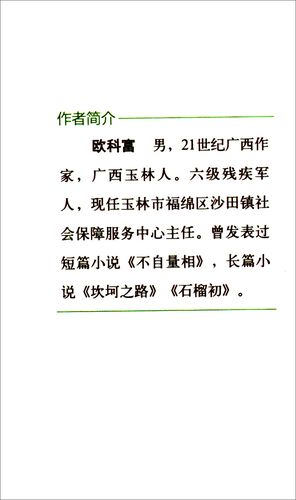 作者简介
欧科富 男，21世纪广西作
家，广西玉林人。六级残疾军
人，现任玉林市福绵区沙田镇社
会保障服务中心主任。曾发表过
短篇小说《不自量相》，长篇小
说《坎坷之路》《石榴初》。